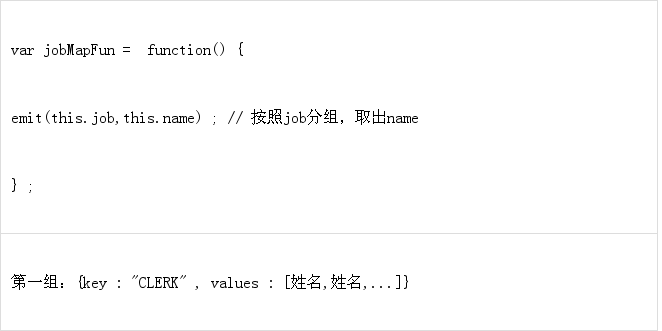 var jobMapFun =  function() {
emit(this.job,this.name) ; // 按照job分组，取出name
} ;
第一组：{key : "CLERK" , values : [姓名,姓名,...]}